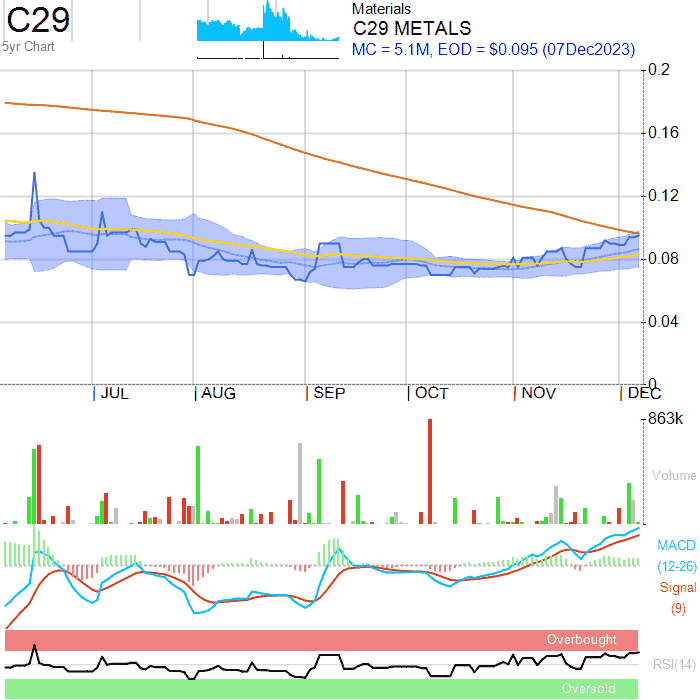 C29
5yr Chart
Materials
C29 METALS
MC = 5.1M, EOD = $0.095 (07Dec2023)
0.2
0.16
0.12
0.08
0.04
0
JUL AUG SEP OCT NOV DEC
863k
Volume
MACD
(12-26)
Signal
(9)
Overbought
RSI(14)
Oversold